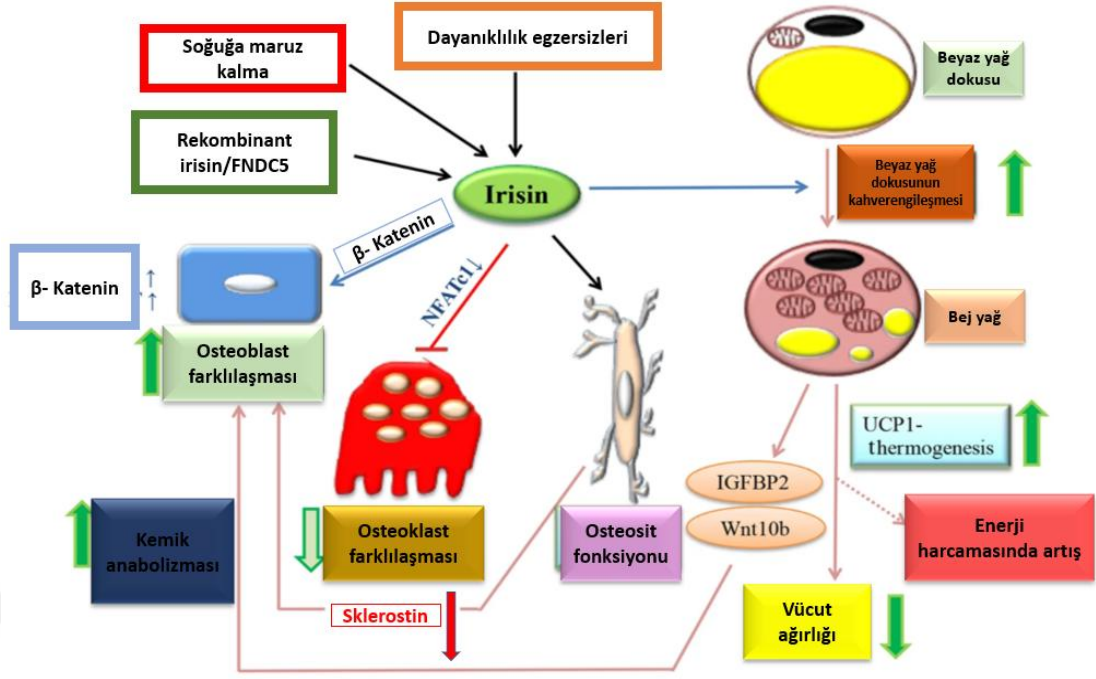 Soğuğa maruz
kalma
Dayanıklılık egzersizleri
Beyaz yağ
dokusu
Rekombinant
irisin/FNDC5
Irisin
Beyaz yağ
dokusunun
kahverengileşmesi
β- Katenin
β- Katenin
NFATc1↓
Bej yağ
Osteoblast
farklılaşması
UCP1-
thermogenesis
IGFBP2
Wnt10b
Kemik
anabolizması
Osteoklast
farklılaşması
Osteosit
fonksiyonu
Enerji
harcamasında artış
Sklerostin
Vücut
ağırlığı